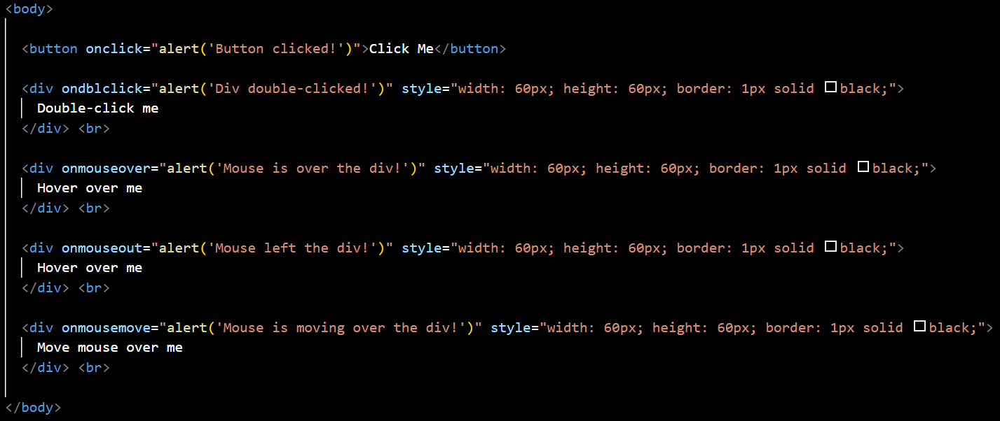 <body>
<button onclick="alert('Button clicked!')">Click Me</button>
<div ondblclick="alert('Div double-clicked!')" style="width: 60px; height: 60px; border: 1px solid black;">
Double-click me
</div> <br>
<div onmouseover="alert('Mouse is over the div!')" style="width: 60px; height: 60px; border: 1px solid black;">
Hover over me
</div> <br>
<div onmouseout="alert('Mouse left the div!')" style="width: 60px; height: 60px; border: 1px solid black;">
Hover over me
</div> <br>
<div onmousemove="alert('Mouse is moving over the div!')" style="width: 60px; height: 60px; border: 1px solid black;">
Move mouse over me
</div> <br>
</body>